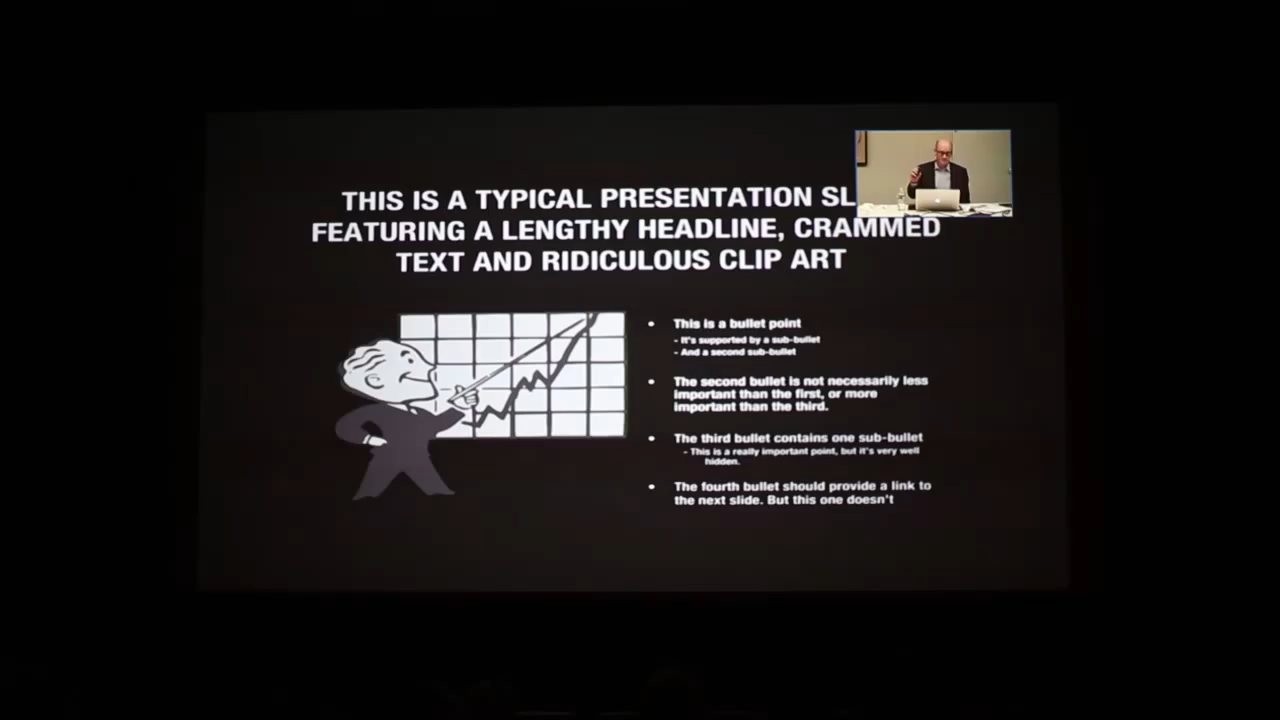 THIS IS A TYPICAL PRESENTATION SL
FEATURING A LENGTHY HEADLINE, CRAMMED
TEXT AND RIDICULOUS CLIP ART
• This is a bullet point
- It's supported by a sub-bullet
- And a second sub-bullet
• The second bullet is not necessarily less
important than the first, or more
important than the third.
• The third bullet contains one sub-bullet
- This is a really important point, but it's very well
hidden.
• The fourth bullet should provide a link to
the next slide. But this one doesn't